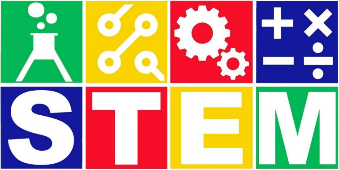 + ×
− ÷
STEM